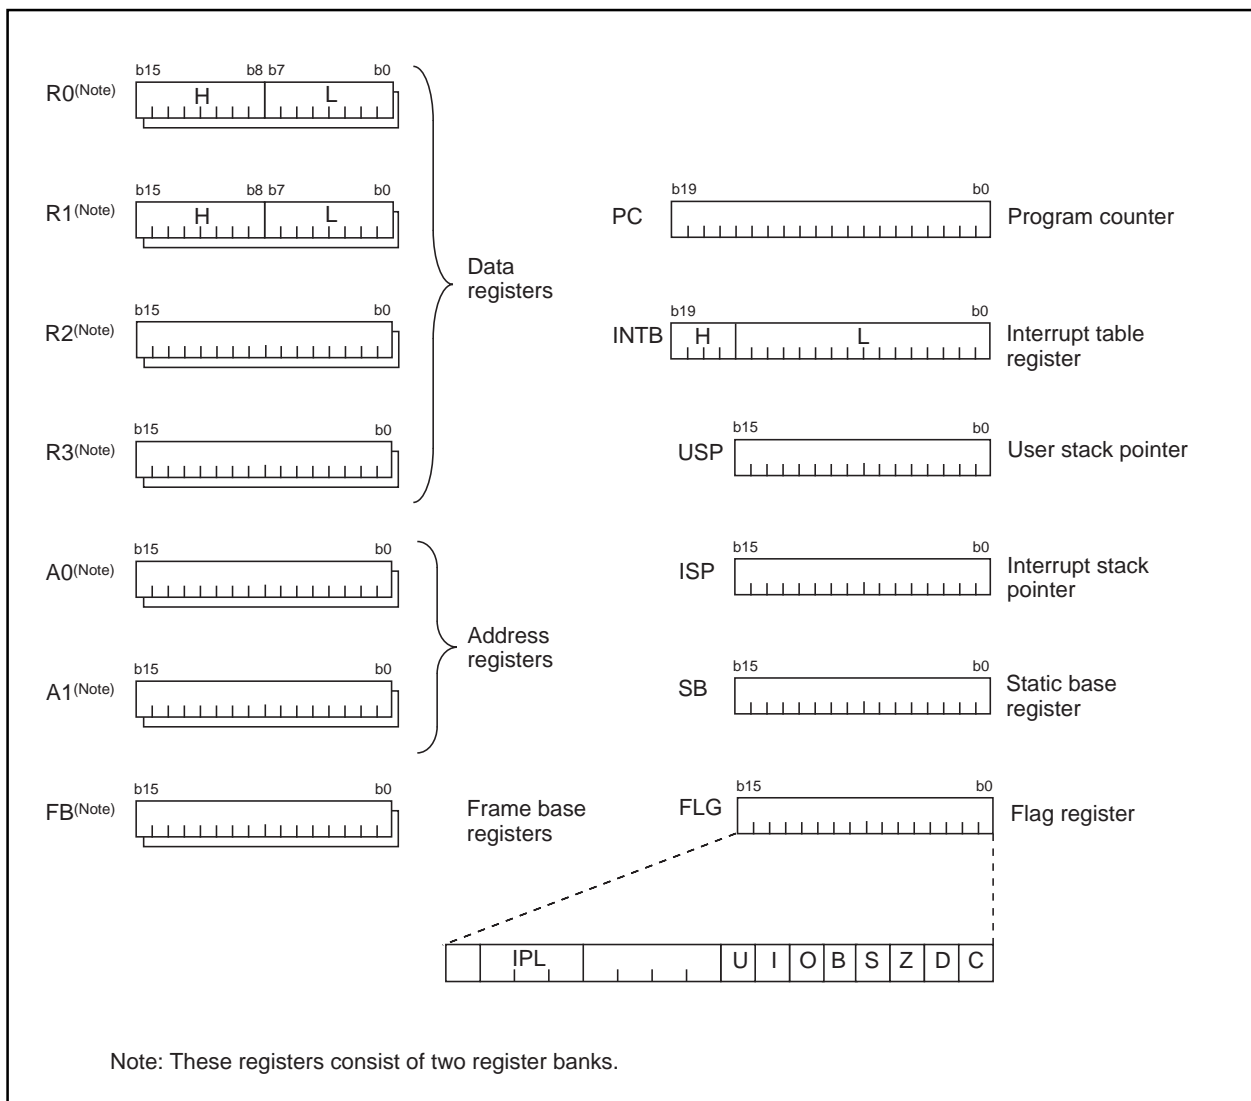 b15 b8 b7 b0
R0(Note) H L
b15 b8 b7 b0
R1(Note) H L
b15 b0
R2(Note)
b15 b0
R3(Note)
Data
registers
b15 b0
A0(Note)
b15 b0
A1(Note)
Address
registers
b15 b0
FB(Note)
Frame base
registers
b19 b0
PC Program counter
b19 b0
INTB H L Interrupt table
register
b15 b0
USP User stack pointer
b15 b0
ISP Interrupt stack
pointer
b15 b0
SB Static base
register
b15 b0
FLG Flag register
IPL U I O B S Z D C
Note: These registers consist of two register banks.